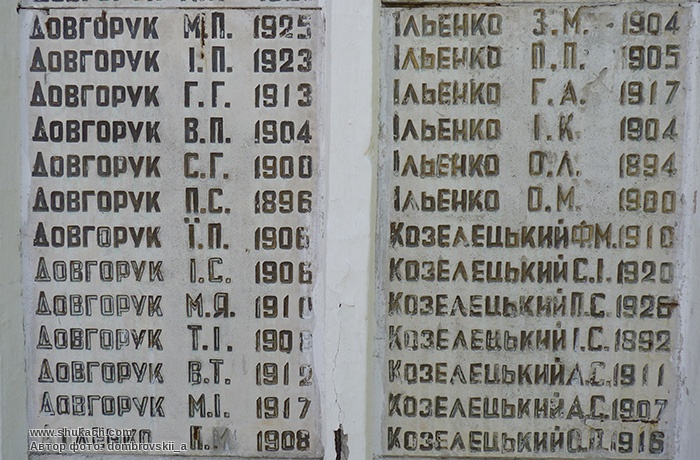 ДОВГОРУК М.П. 1925
ДОВГОРУК І.П. 1923
ДОВГОРУК Г.Г. 1913
ДОВГОРУК В.П. 1904
ДОВГОРУК С.Г. 1900
ДОВГОРУК П.С. 1896
ДОВГОРУК Ї.П. 1906
ДОВГОРУК І.С. 1906
ДОВГОРУК М.Я. 1910
ДОВГОРУК Т.І. 1908
ДОВГОРУК В.Т. 1912
ДОВГОРУК М.І. 1917
1908
ІЛЬЕНКО З.М. 1904
ІЛЬЕНКО П.П. 1905
ІЛЬЕНКО Г.А. 1917
ІЛЬЕНКО І.К. 1904
ІЛЬЕНКО О.Л. 1894
ІЛЬЕНКО О.М. 1900
КОЗЕЛЕЦЬКИЙ Ф.М. 1910
КОЗЕЛЕЦЬКИЙ С.І. 1920
КОЗЕЛЕЦЬКИЙ П.С. 1926
КОЗЕЛЕЦЬКИЙ І.С. 1892
КОЗЕЛЕЦЬКИЙ Л.С. 1911
КОЗЕЛЕЦЬКИЙ Д.С. 1907
КОЗЕЛЕЦЬКИЙ 1916
www.shukach.com
Автор фото: dombrovskii_a